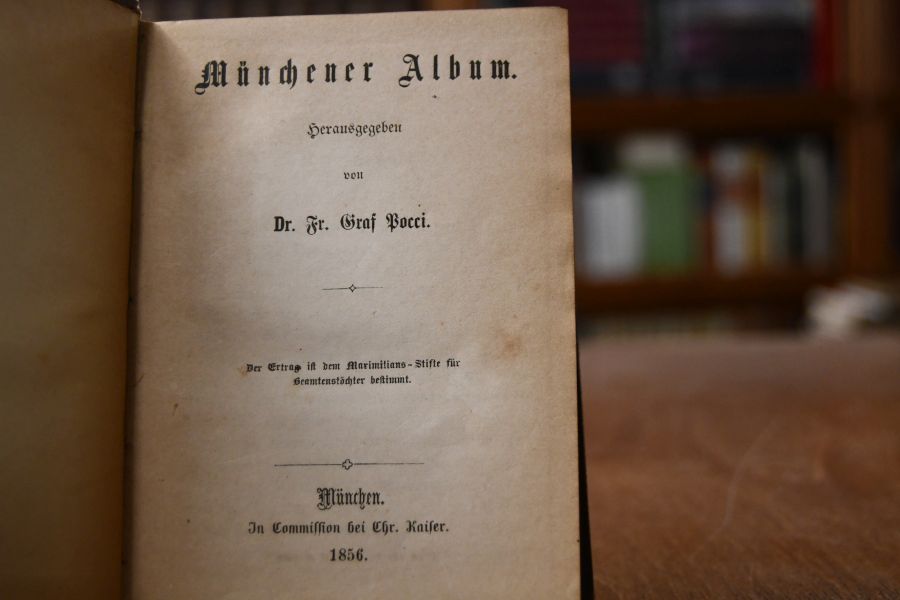 Münchener Album.
Herausgegeben
von
Dr. Fr. Graf Pocci.
Der Ertrag ist dem Maximilians-Stifte für
Beamtenstöchter bestimmt.
München.
In Commission bei Chr. Kaiser.
1856.